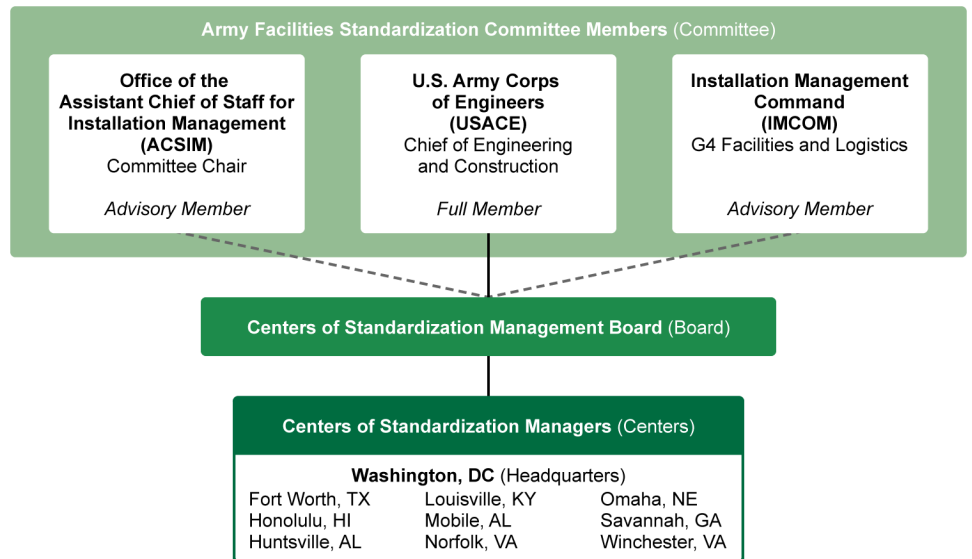 Army Facilities Standardization Committee Members (Committee)
Office of the
Assistant Chief of Staff for
Installation Management
(ACSIM)
Committee Chair
Advisory Member
U.S. Army Corps
of Engineers
(USACE)
Chief of Engineering
and Construction
Full Member
Installation Management
Command
(IMCOM)
G4 Facilities and Logistics
Advisory Member
Centers of Standardization Management Board (Board)
Centers of Standardization Managers (Centers)
Washington, DC (Headquarters)
Fort Worth, TX
Honolulu, HI
Huntsville, AL
Louisville, KY
Mobile, AL
Norfolk, VA
Omaha, NE
Savannah, GA
Winchester, VA